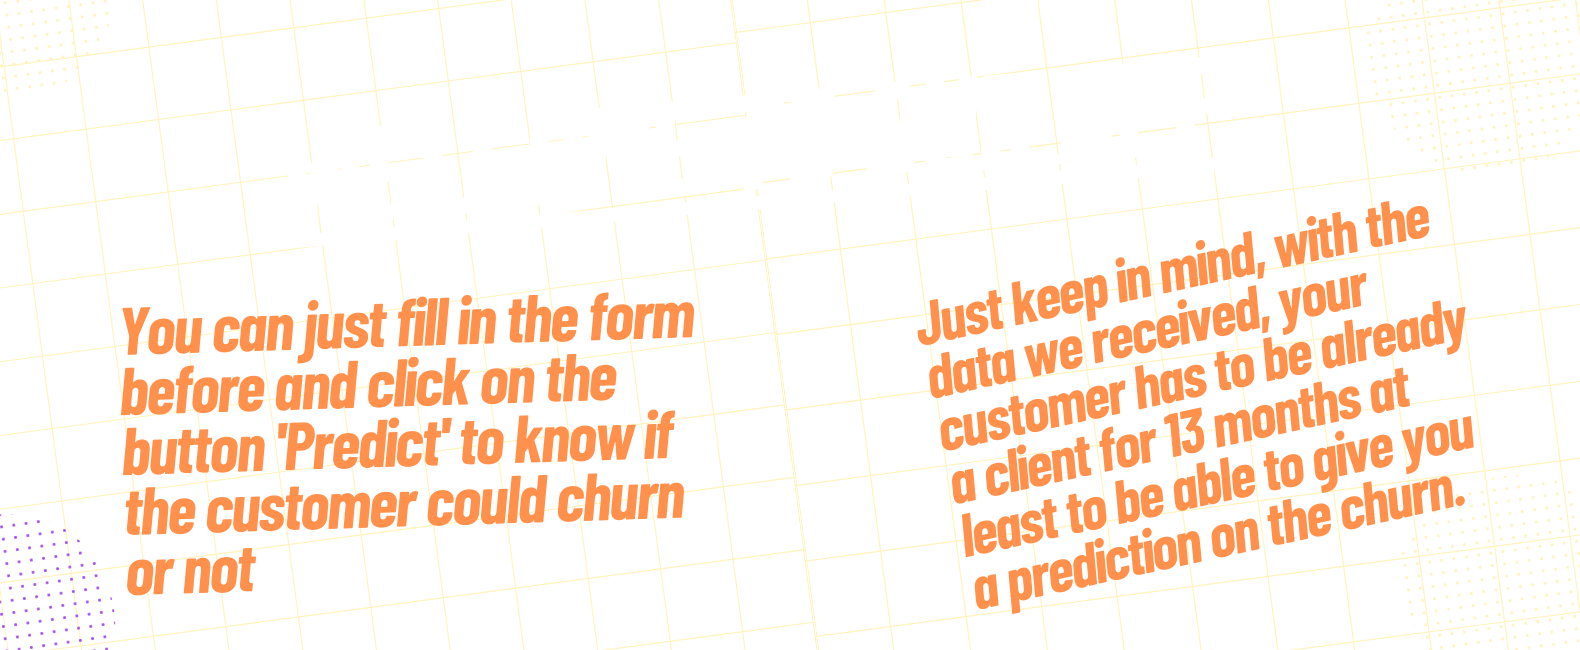 You can just fill in the form
before and click on the
button 'Predict' to know if
the customer could churn
or not
Just keep in mind, with the
data we received, your
customer has to be already
a client for 13 months at
least to be able to give you
a prediction on the churn.